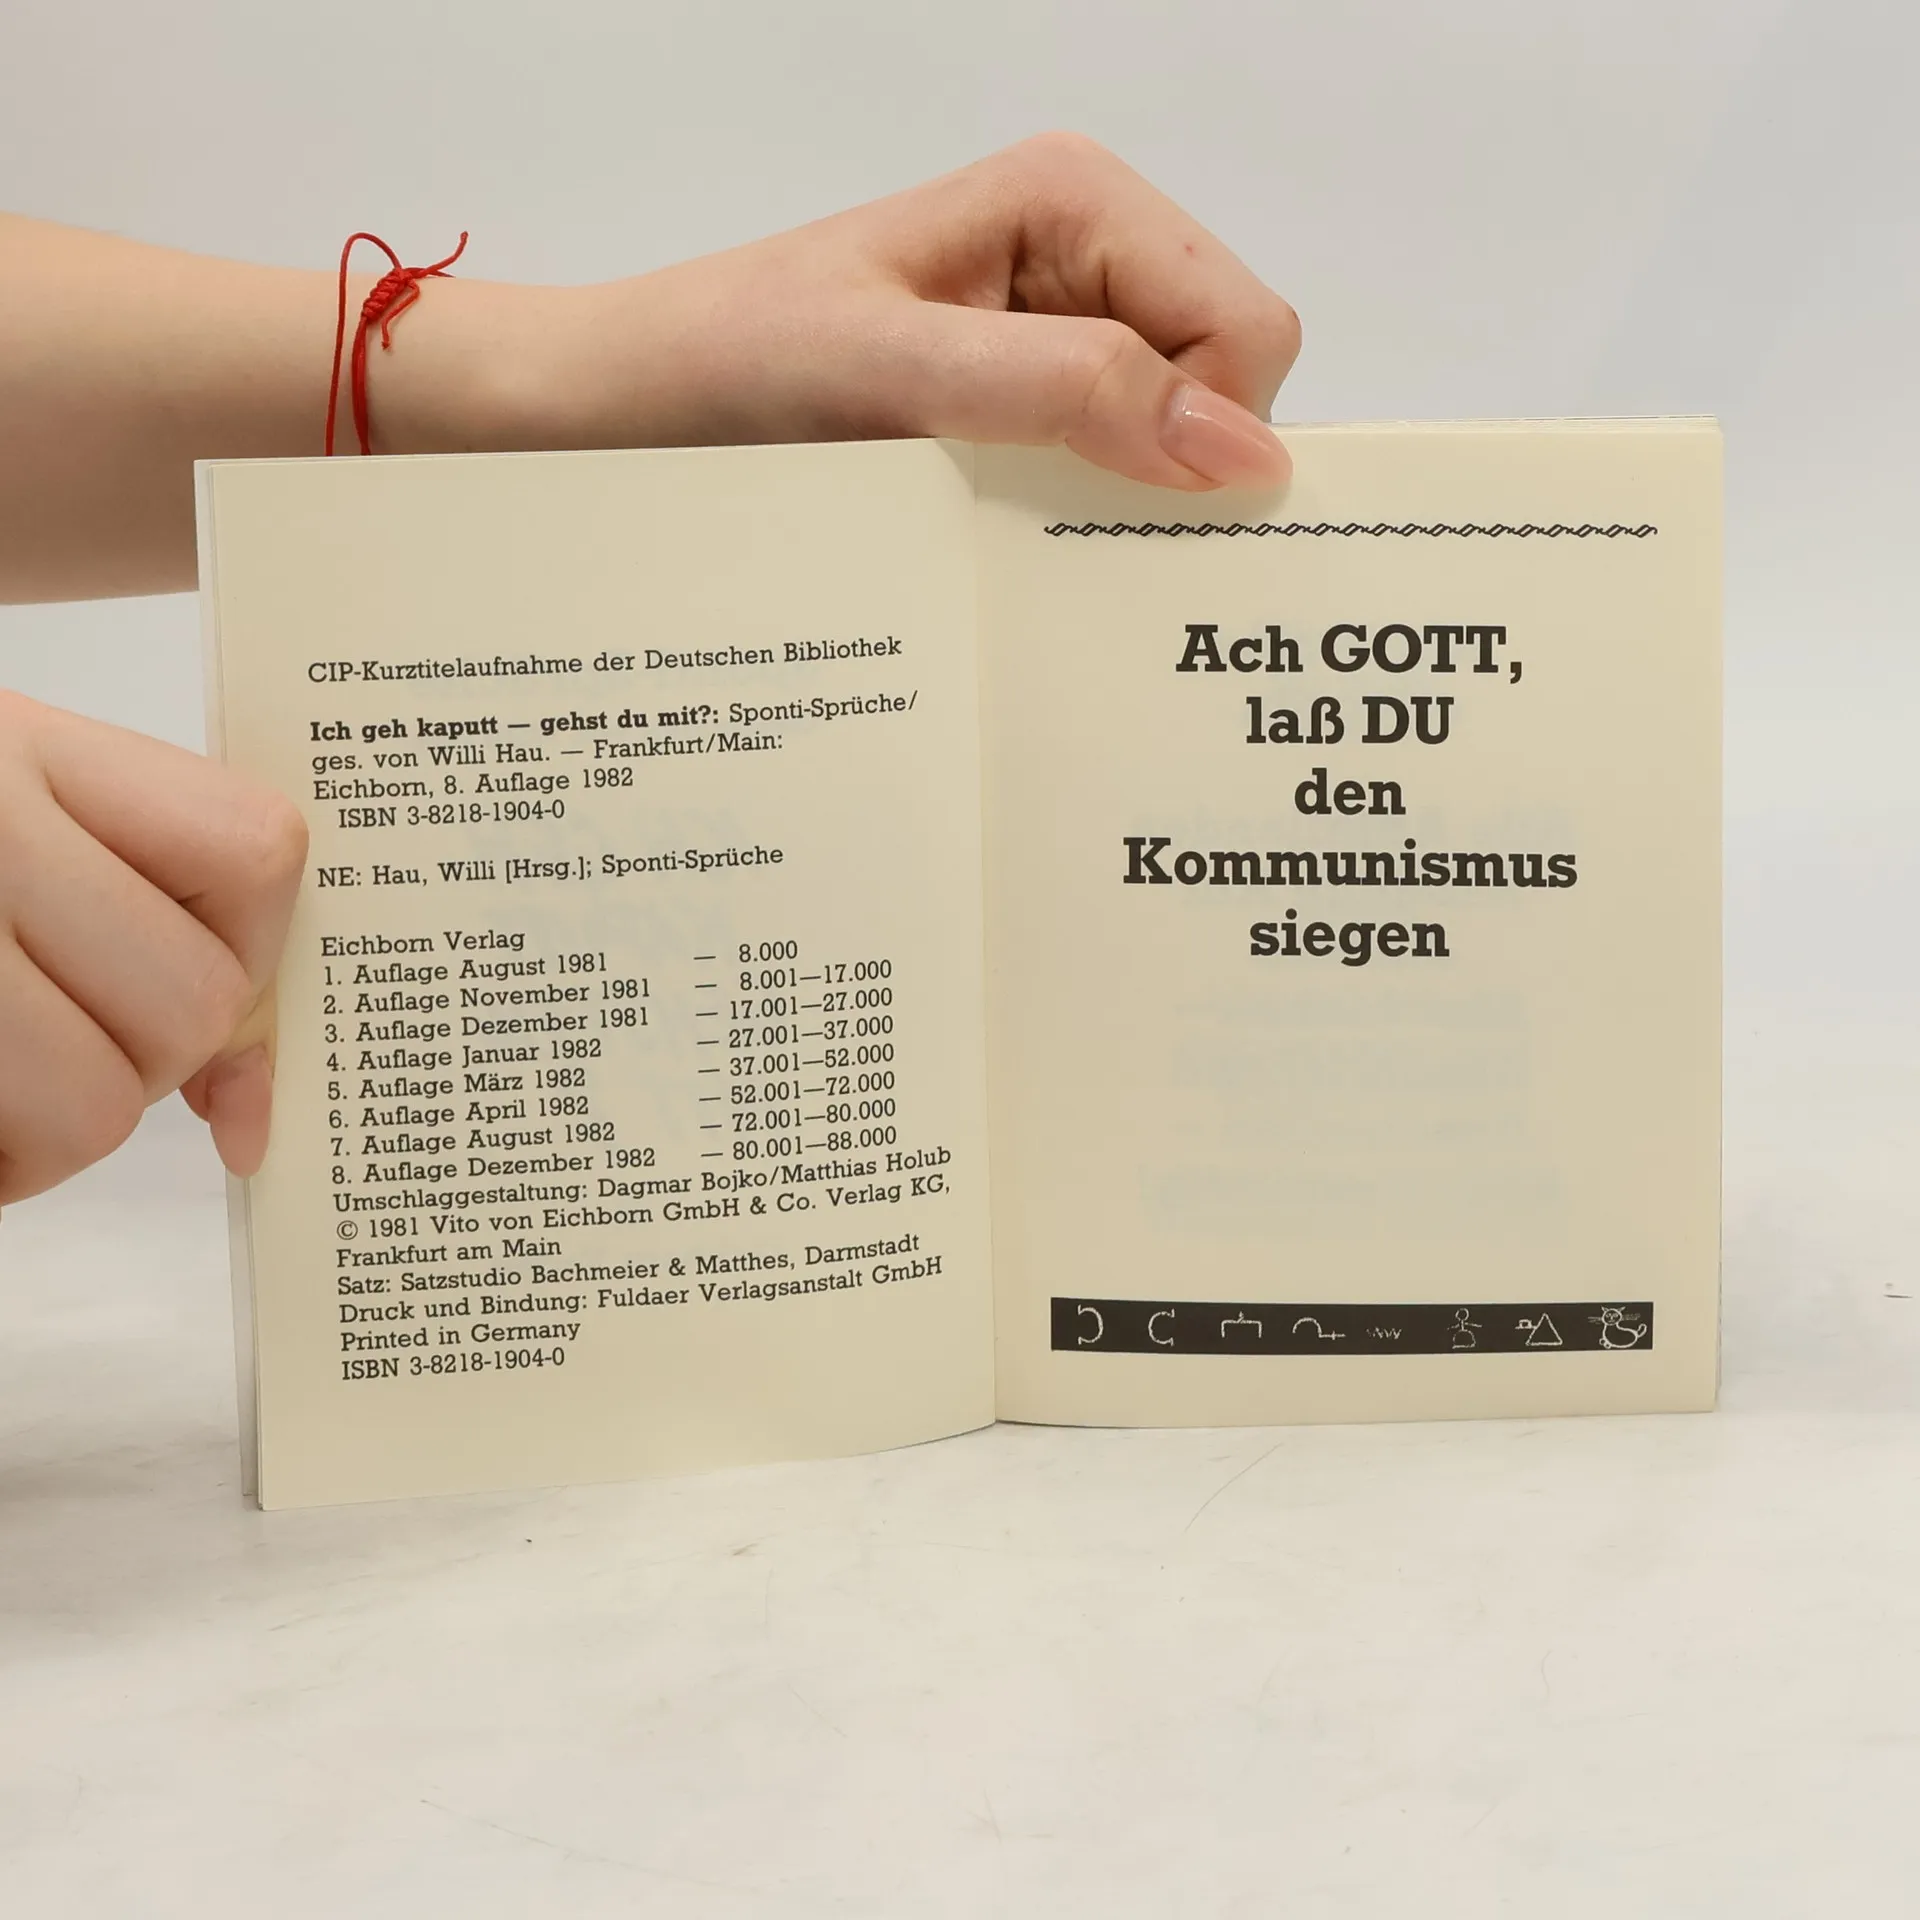 CIP-Kurztitelaufnahme der Deutschen Bibliothek
Ich geh kaputt — gehst du mit?: Sponti-Sprüche/
ges. von Willi Hau. — Frankfurt/Main:
Eichborn, 8. Auflage 1982
ISBN 3-8218-1904-0
NE: Hau, Willi [Hrsg.]; Sponti-Sprüche
Eichborn Verlag
1. Auflage August 1981 — 8.000
2. Auflage November 1981 — 8.001—17.000
3. Auflage Dezember 1981 — 17.001—27.000
4. Auflage Januar 1982 — 27.001—37.000
5. Auflage März 1982 — 37.001—52.000
6. Auflage April 1982 — 52.001—72.000
7. Auflage August 1982 — 72.001—80.000
8. Auflage Dezember 1982 — 80.001—88.000
Umschlaggestaltung: Dagmar Bojko/Matthias Holub
© 1981 Vito von Eichborn GmbH & Co. Verlag KG,
Frankfurt am Main
Satz: Satzstudio Bachmeier & Matthes, Darmstadt
Druck und Bindung: Fuldaer Verlagsanstalt GmbH
Printed in Germany
ISBN 3-8218-1904-0
Ach GOTT,
laß DU
den
Kommunismus
siegen